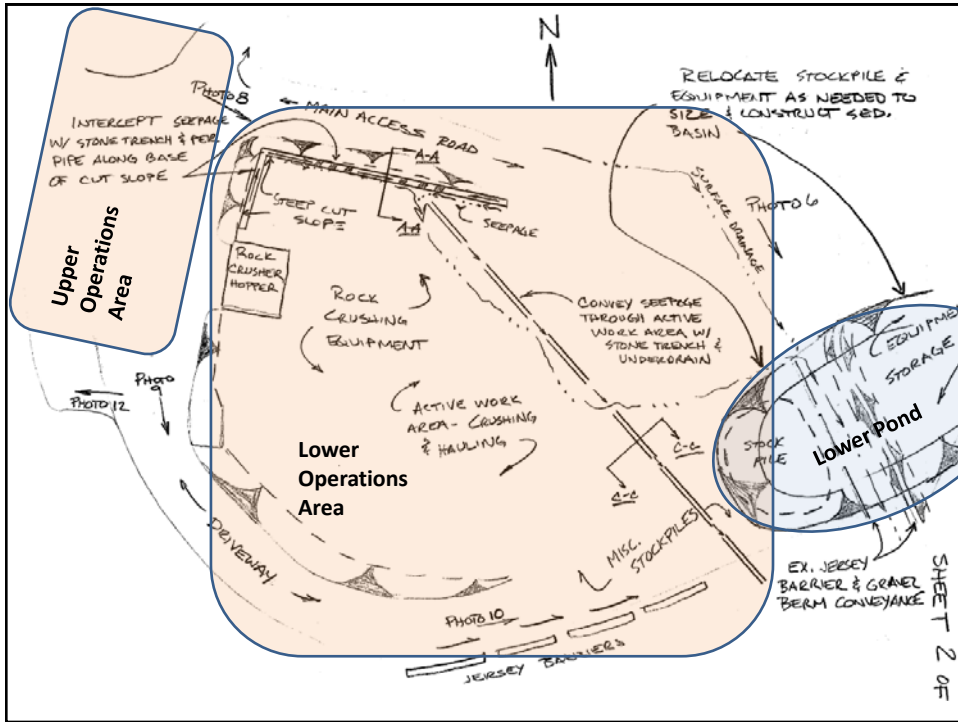 N
RELOCATE STOCKPILE &
EQUIPMENT AS NEEDED TO
SIZE & CONSTRUCT SED.
BASIN
PHOTO 8
MAIN ACCESS ROAD
INTERCEPT SEEPAGE
W/ STONE TRENCH & PERF
PIPE ALONG BASE
OF CUT SLOPE
A-A
A-A
STEEP CUT
SLOPE
SEEPAGE
SURFACE DRAINAGE
PHOTO 6
Upper
Operations
Area
ROCK
CRUSHER
HOPPER
ROCK
CRUSHING
EQUIPMENT
CONVEY SEEPAGE
THROUGH ACTIVE
WORK AREA W/
STONE TRENCH &
UNDERDRAIN
EQUIPMENT
STORAGE
PHOTO
9
PHOTO 12
ACTIVE WORK
AREA- CRUSHING
& HAULING
Lower
Operations
Area
C-C
C-C
STOCK
PILE
Lower Pond
DRIVEWAY
MISC. STOCKPILES
EX. JERSEY
BARRIER & GRAVEL
BERM CONVEYANCE
PHOTO 10
JERSEY BARRIERS
SHEET 2 OF